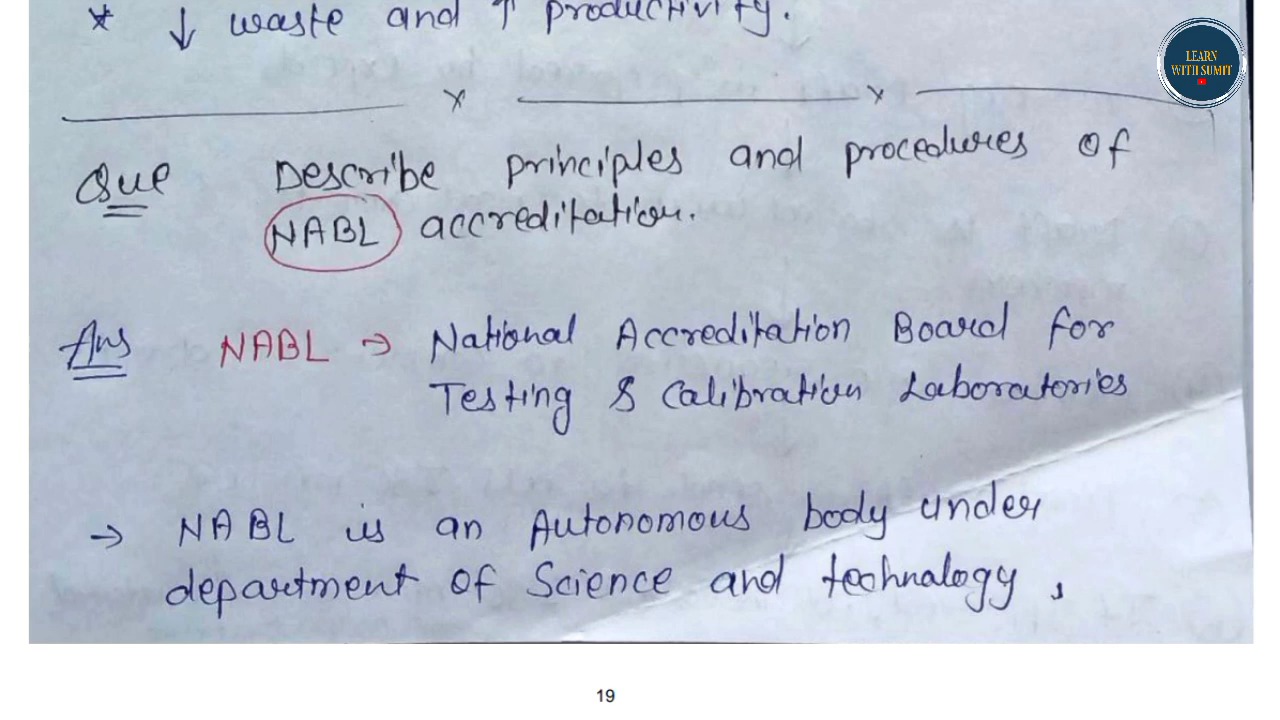 * ↓ waste and ↑ productivity.
LEARN
WITH SUMIT
x x
Que Describe principles and procedures of
NABL accreditation.
Ans NABL → National Accreditation Board for
Testing & Calibration Laboratories
→ NABL is an Autonomous body under
department of Science and technology,
19